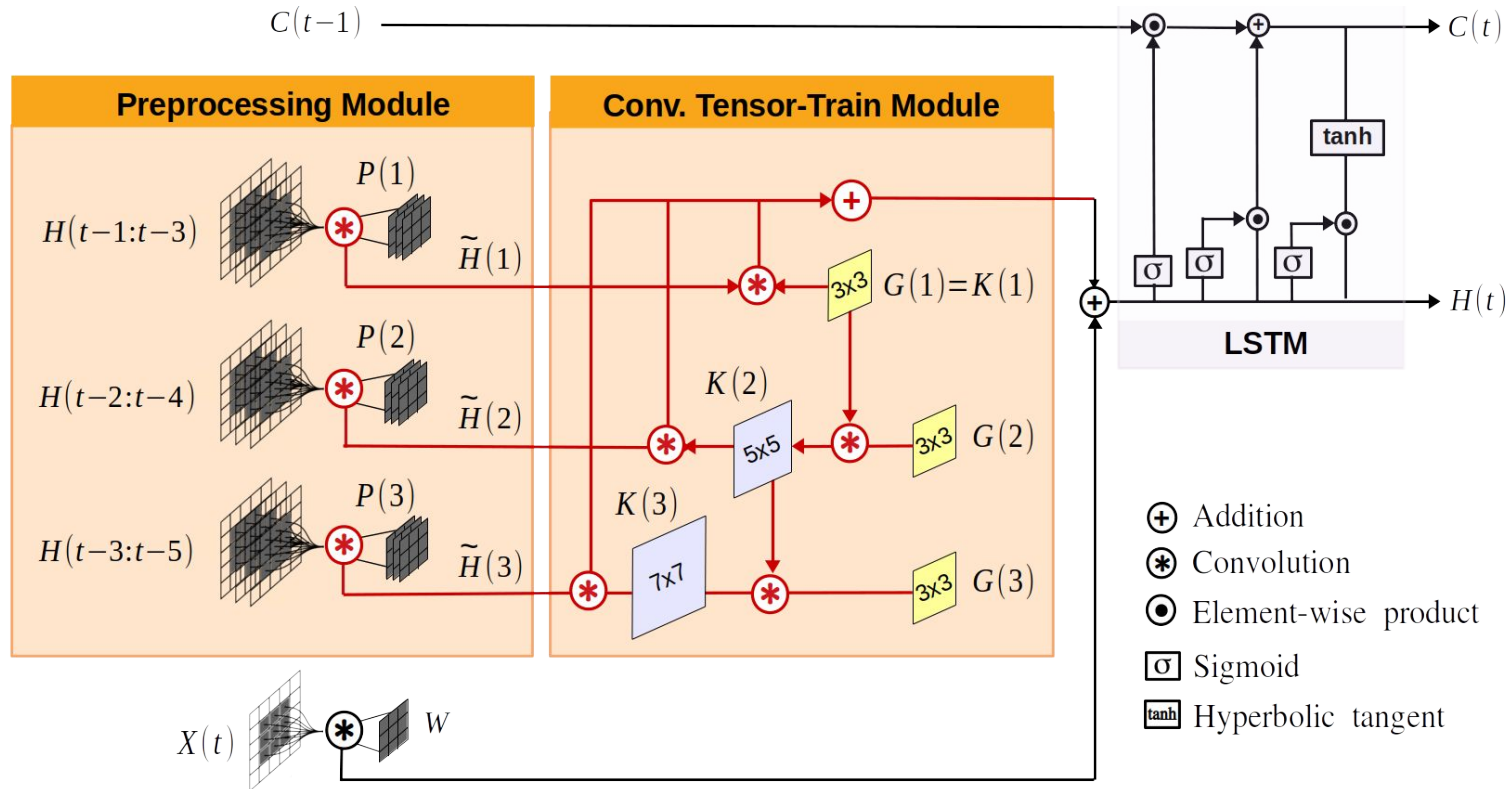 C(t−1)
C(t)
Preprocessing Module
Conv. Tensor-Train Module
tanh
P(1)
H(t−1:t−3)
H̃(1)
3x3
G(1)=K(1)
σ
σ
σ
H(t)
LSTM
P(2)
H(t−2:t−4)
H̃(2)
K(2)
5x5
3x3
G(2)
P(3)
H(t−3:t−5)
H̃(3)
K(3)
7x7
3x3
G(3)
Addition
Convolution
Element-wise product
σ Sigmoid
tanh Hyperbolic tangent
X(t)
W